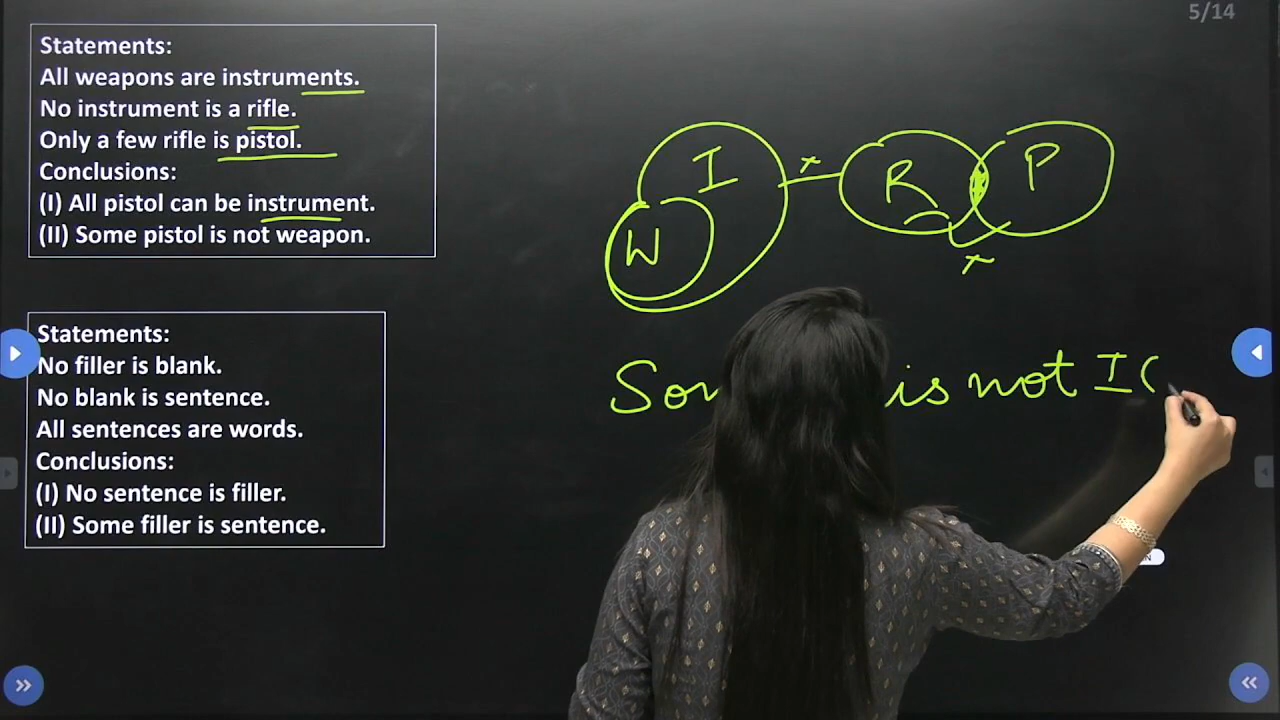 5/14
Statements:
All weapons are instruments.
No instrument is a rifle.
Only a few rifle is pistol.
Conclusions:
(I) All pistol can be instrument.
(II) Some pistol is not weapon.
Statements:
No filler is blank.
No blank is sentence.
All sentences are words.
Conclusions:
(I) No sentence is filler.
(II) Some filler is sentence.
I
W
R
P
x
x
is not I (